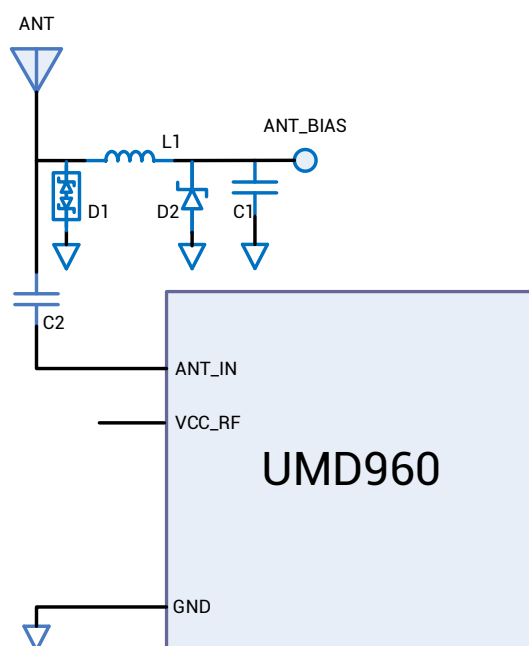 ANT
ANT_BIAS
L1
D1
D2
C1
C2
ANT_IN
VCC_RF
UMD960
GND